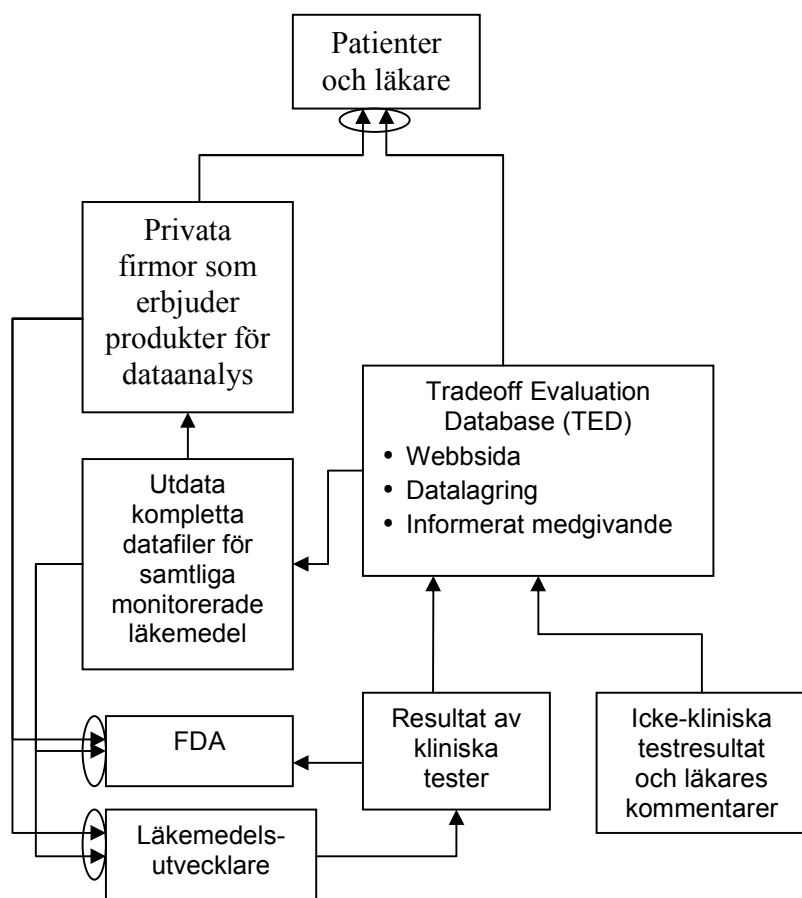 Patienter
och läkare
Privata
firmor som
erbjuder
produkter för
dataanalys
Tradeoff Evaluation
Database (TED)
• Webbsida
• Datalagring
• Informerat medgivande
Utdata
kompletta
datafiler för
samtliga
monitorerade
läkemedel
FDA
Resultat av
kliniska
tester
Icke-kliniska
testresultat
och läkares
kommentarer
Läkemedels-
utvecklare